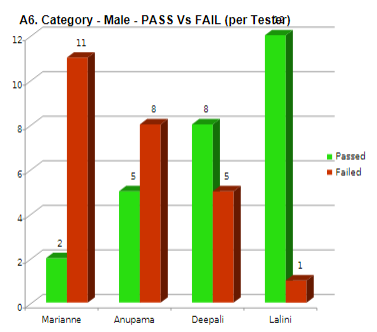 A6. Category - Male - PASS Vs FAIL (per Tester)
12
10
8
6
4
2
0
2
11
5
8
8
5
1
Passed
Failed
Marianne
Anupama
Deepali
Lalini